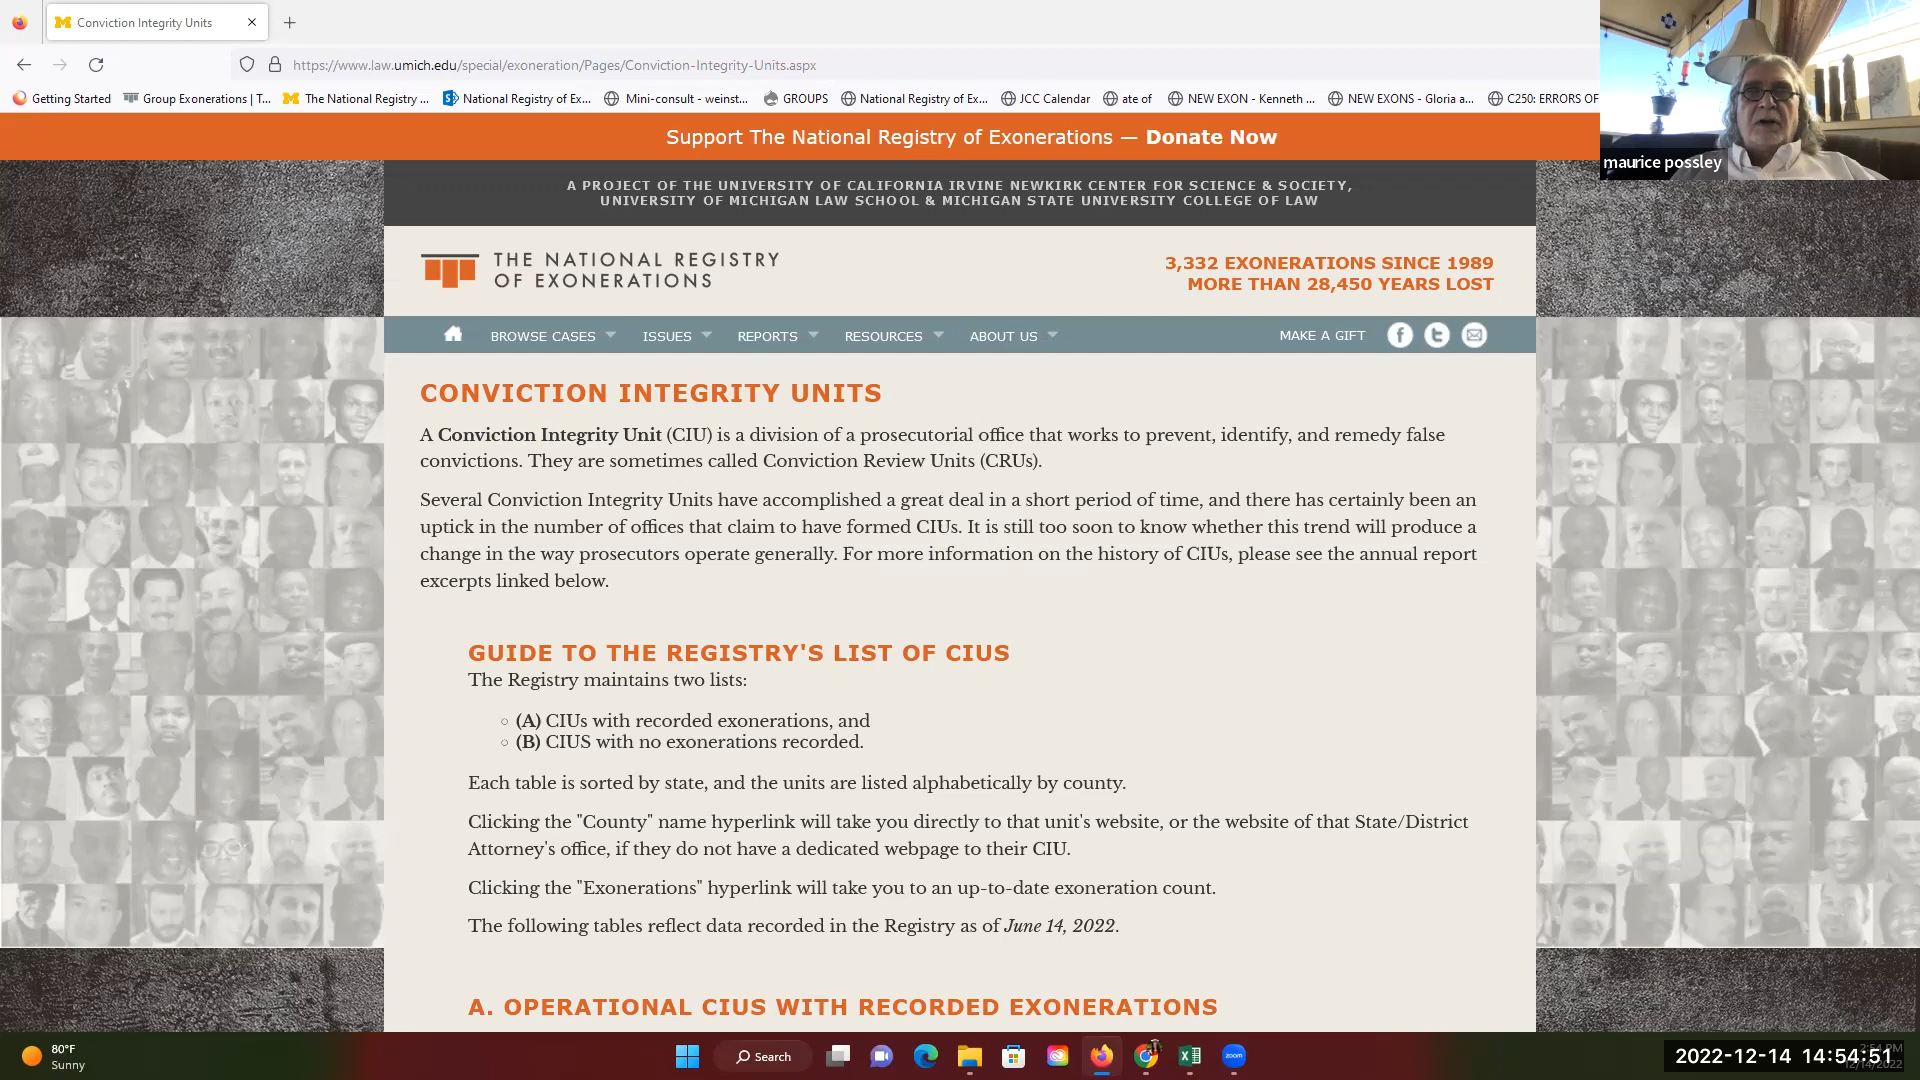 Conviction Integrity Units
https://www.law.umich.edu/special/exoneration/Pages/Conviction-Integrity-Units.aspx
Getting Started Group Exonerations | T... The National Registry ... National Registry of Ex... Mini-consult - weinst... GROUPS National Registry of Ex... JCC Calendar ate of NEW EXON - Kenneth ... NEW EXONS - Gloria a... C250: ERRORS OF
Support The National Registry of Exonerations — Donate Now
maurice possley
A PROJECT OF THE UNIVERSITY OF CALIFORNIA IRVINE NEWKIRK CENTER FOR SCIENCE & SOCIETY,
UNIVERSITY OF MICHIGAN LAW SCHOOL & MICHIGAN STATE UNIVERSITY COLLEGE OF LAW
THE NATIONAL REGISTRY
OF EXONERATIONS
3,332 EXONERATIONS SINCE 1989
MORE THAN 28,450 YEARS LOST
BROWSE CASES ISSUES REPORTS RESOURCES ABOUT US MAKE A GIFT
CONVICTION INTEGRITY UNITS
A Conviction Integrity Unit (CIU) is a division of a prosecutorial office that works to prevent, identify, and remedy false
convictions. They are sometimes called Conviction Review Units (CRUs).
Several Conviction Integrity Units have accomplished a great deal in a short period of time, and there has certainly been an
uptick in the number of offices that claim to have formed CIUs. It is still too soon to know whether this trend will produce a
change in the way prosecutors operate generally. For more information on the history of CIUs, please see the annual report
excerpts linked below.
GUIDE TO THE REGISTRY'S LIST OF CIUS
The Registry maintains two lists:
(A) CIUs with recorded exonerations, and
(B) CIUS with no exonerations recorded.
Each table is sorted by state, and the units are listed alphabetically by county.
Clicking the "County" name hyperlink will take you directly to that unit's website, or the website of that State/District
Attorney's office, if they do not have a dedicated webpage to their CIU.
Clicking the "Exonerations" hyperlink will take you to an up-to-date exoneration count.
The following tables reflect data recorded in the Registry as of June 14, 2022.
A. OPERATIONAL CIUS WITH RECORDED EXONERATIONS
80°F
Sunny
Search
zoom
2022-12-14 14:54:51